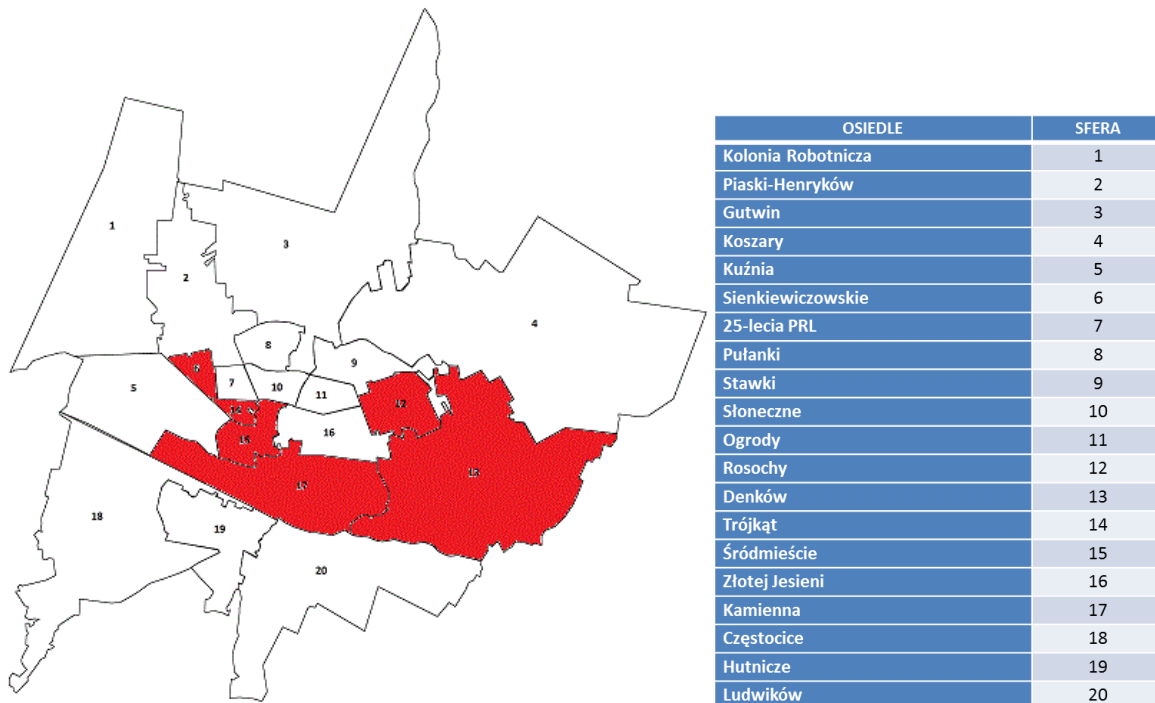 1
2
3
4
5
6
7
8
9
10
11
12
13
14
15
16
17
18
19
20
OSIEDLE SFERA
Kolonia Robotnicza 1
Piaski-Henryków 2
Gutwin 3
Koszary 4
Kuźnia 5
Sienkiewiczowskie 6
25-lecia PRL 7
Pułanki 8
Stawki 9
Słoneczne 10
Ogrody 11
Rosochy 12
Denków 13
Trójkąt 14
Śródmieście 15
Złotej Jesieni 16
Kamienna 17
Częstocice 18
Hutnicze 19
Ludwików 20